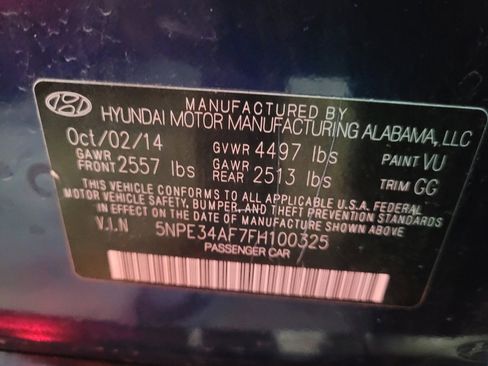 MANUFACTURED BY
HYUNDAI MOTOR MANUFACTURING ALABAMA, LLC
Oct/02/14 GVWR 4497 lbs PAINT VU
GAWR FRONT 2557 lbs GAWR REAR 2513 lbs TRIM GG
THIS VEHICLE CONFORMS TO ALL APPLICABLE U.S.A. FEDERAL
MOTOR VEHICLE SAFETY, BUMPER, AND THEFT PREVENTION STANDARDS
IN EFFECT ON THE DATE OF MANUFACTURE SHOWN ABOVE.
V.I.N 5NPE34AF7FH100325
PASSENGER CAR